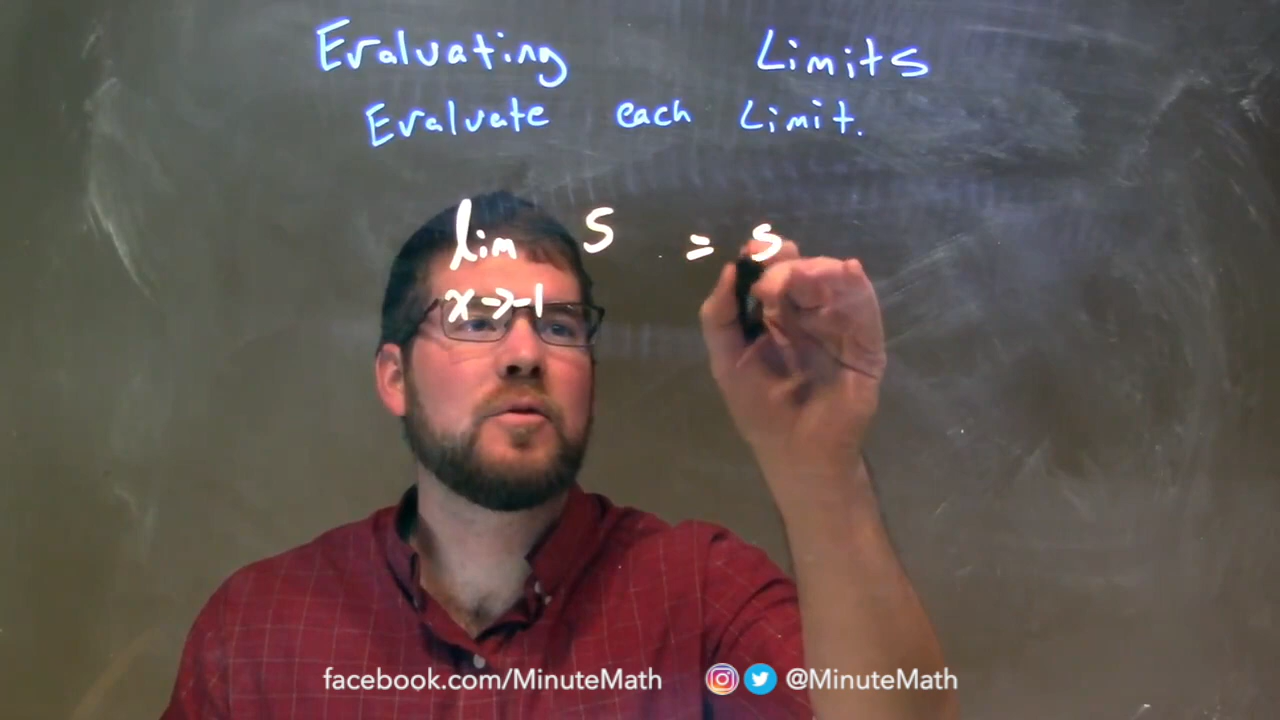 Evaluating Limits
Evaluate each Limit.
lim 5 = 5
x→-1
facebook.com/MinuteMath @MinuteMath